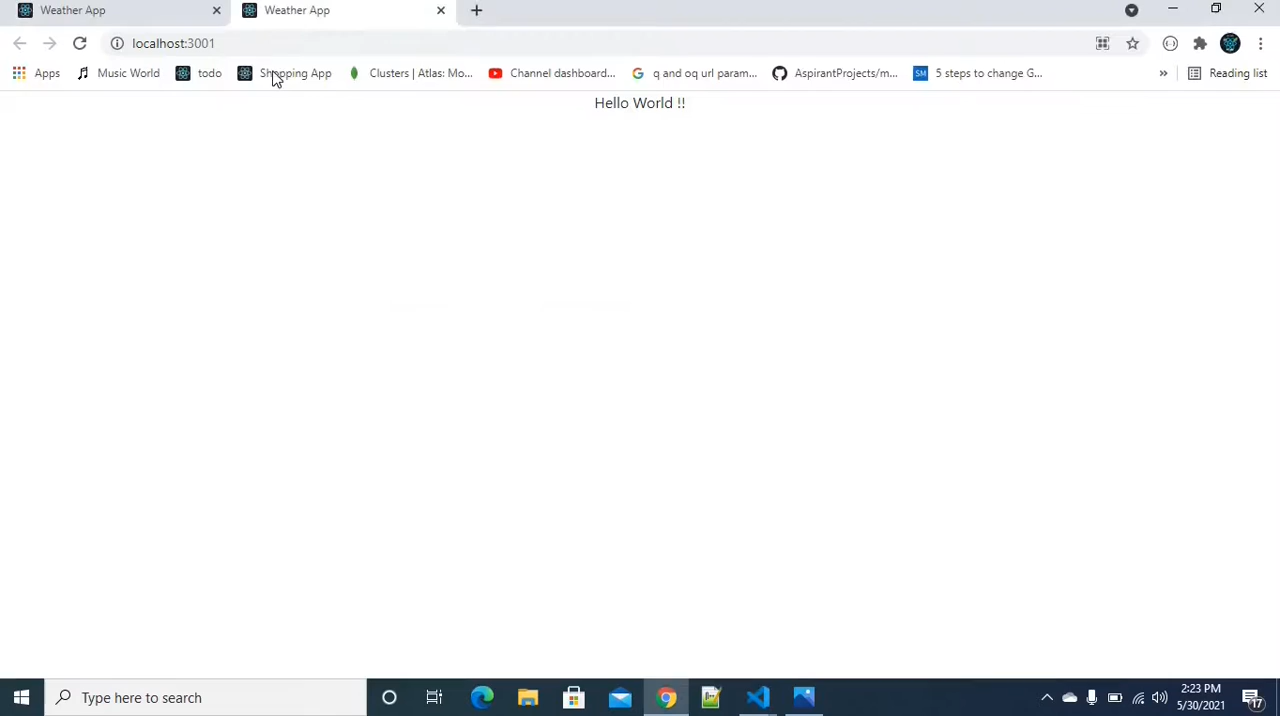 Weather App
Weather App
localhost:3001
Apps
Music World
todo
Shopping App
Clusters | Atlas: Mo...
Channel dashboard...
q and oq url param...
AspirantProjects/m...
SM
5 steps to change G...
»
Reading list
Hello World !!
Type here to search
2:23 PM
5/30/2021
17